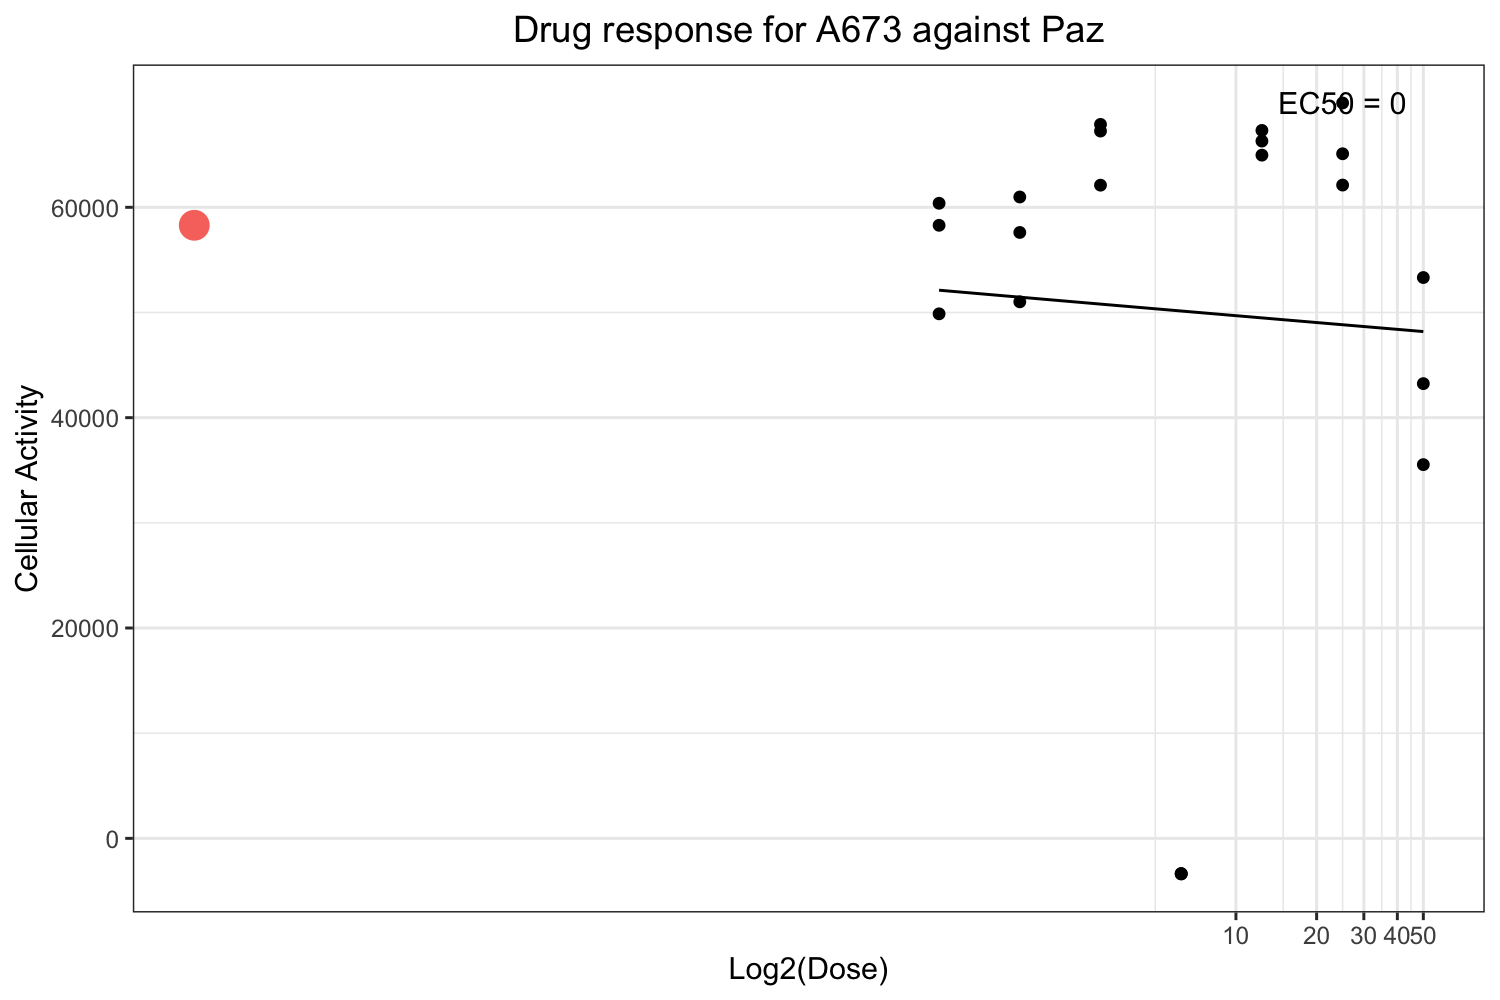 Drug response for A673 against Paz
EC50 = 0
Cellular Activity
60000
40000
20000
0
10 20 30 40 50
Log2(Dose)